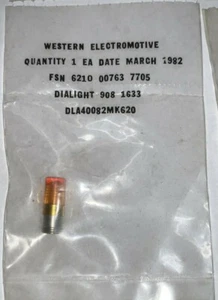 WESTERN ELECTROMOTIVE
QUANTITY 1 EA DATE MARCH 1982
FSN 6210 00763 7705
DIALIGHT 908 1633
DLA40082MK620